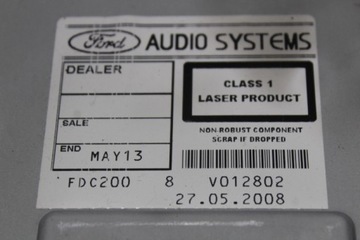 Ford AUDIO SYSTEMS
DEALER
CLASS 1
LASER PRODUCT
SALE
NON-ROBUST COMPONENT
SCRAP IF DROPPED
END MAY13
FDC200 8 V012802
27.05.2008